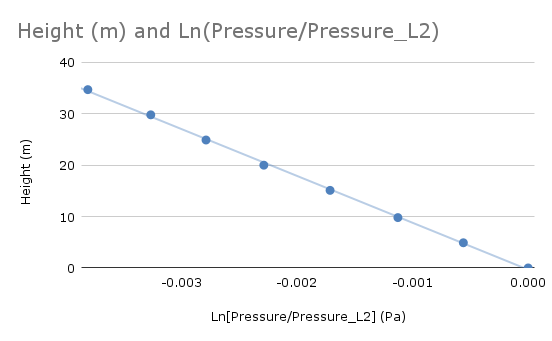 Height (m) and Ln(Pressure/Pressure_L2)
40
30
20
10
0
Height (m)
-0.003 -0.002 -0.001 0.000
Ln[Pressure/Pressure_L2] (Pa)